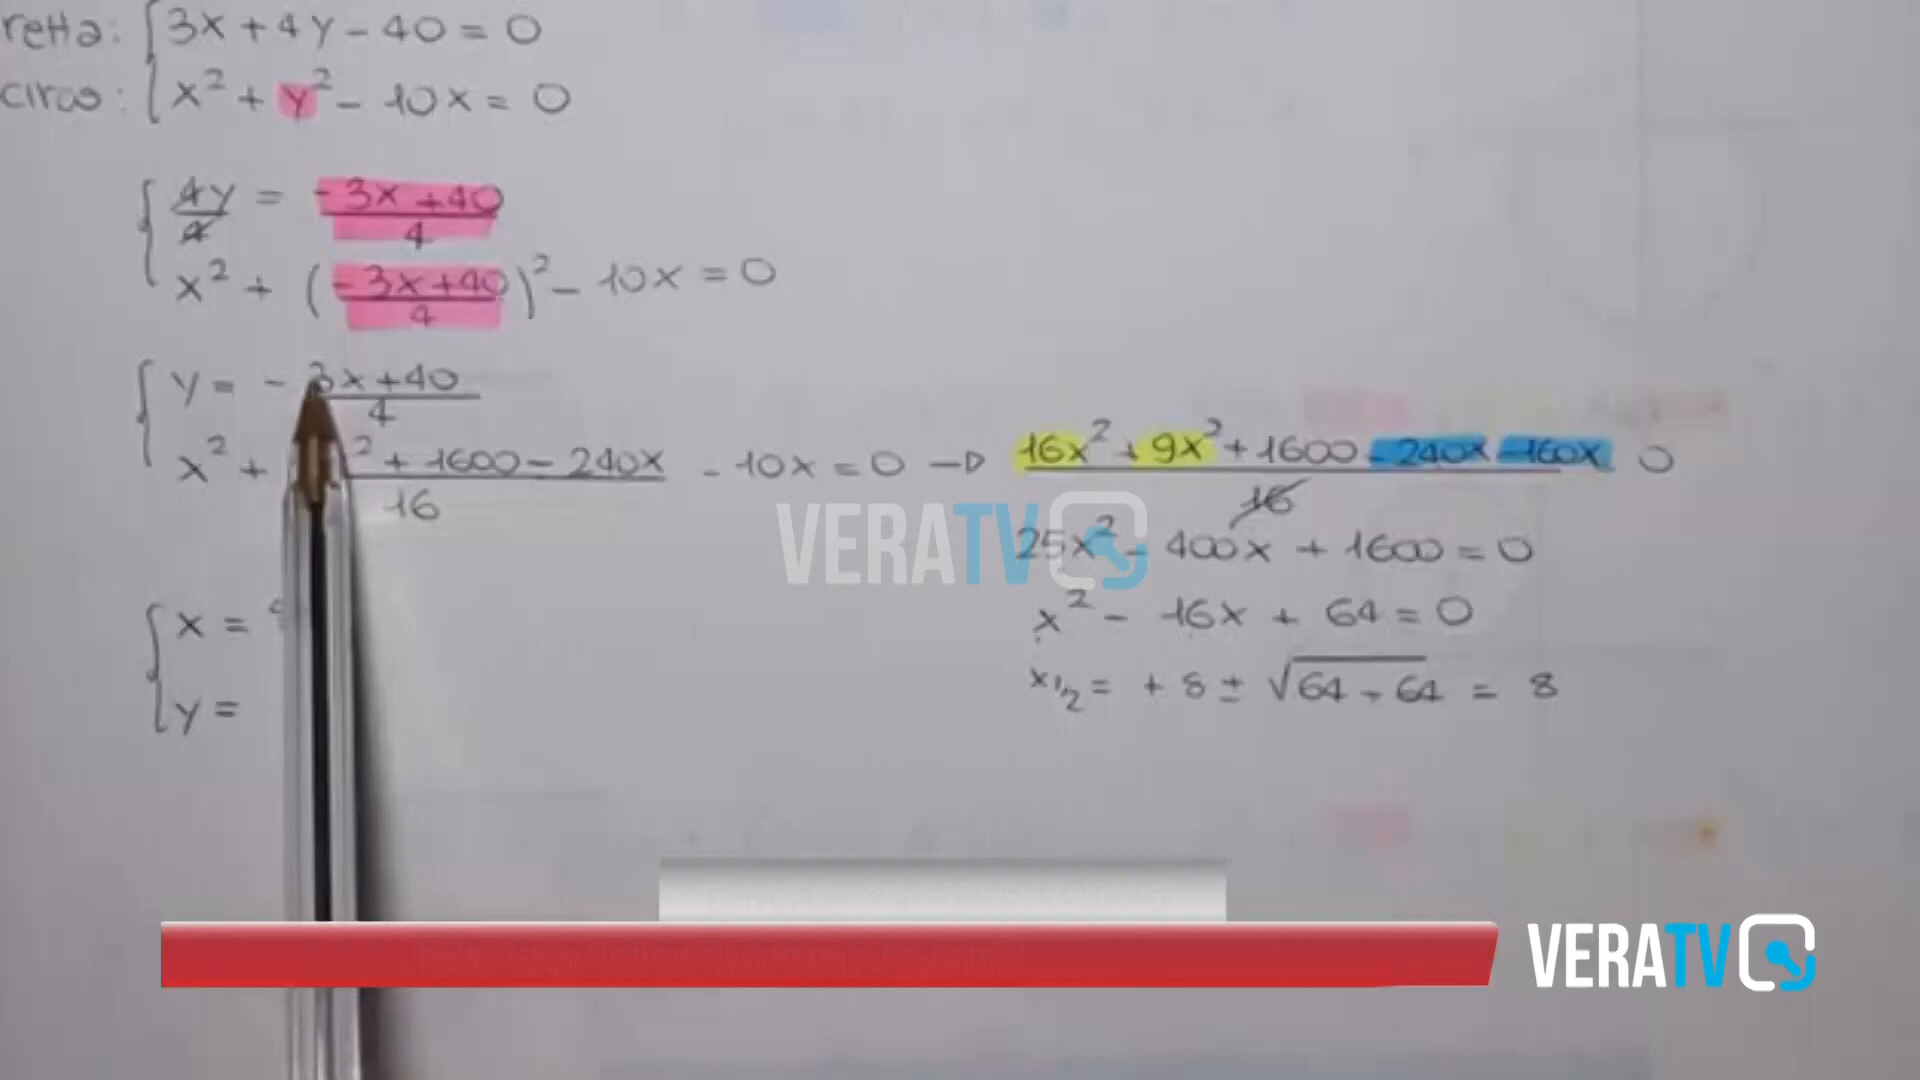 retta: 3x + 4y - 40 = 0
circo: x² + y² - 10x = 0
4y/4 = -3x + 40/4
x² + (-3x + 40/4)² - 10x = 0
y = -3x + 40/4
x² + ² + 1600 - 240x/16 - 10x = 0 → 16x² + 9x² + 1600 - 240x - 160x/16 0
25x² - 400x + 1600 = 0
x² - 16x + 64 = 0
x1/2 = + 8 ± √64 - 64 = 8
x =
y =
VERATV
VERATV